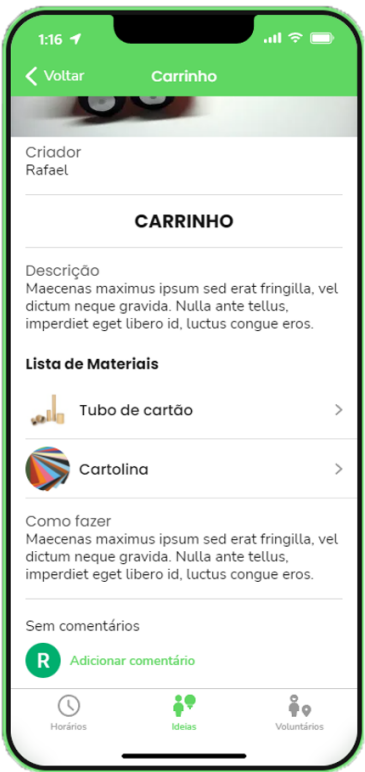 1:16
Voltar
Carrinho
Criador
Rafael
CARRINHO
Descrição
Maecenas maximus ipsum sed erat fringilla, vel
dictum neque gravida. Nulla ante tellus,
imperdiet eget libero id, luctus congue eros.
Lista de Materiais
Tubo de cartão
Cartolina
Como fazer
Maecenas maximus ipsum sed erat fringilla, vel
dictum neque gravida. Nulla ante tellus,
imperdiet eget libero id, luctus congue eros.
Sem comentários
R Adicionar comentário
Horários Ideias Voluntários